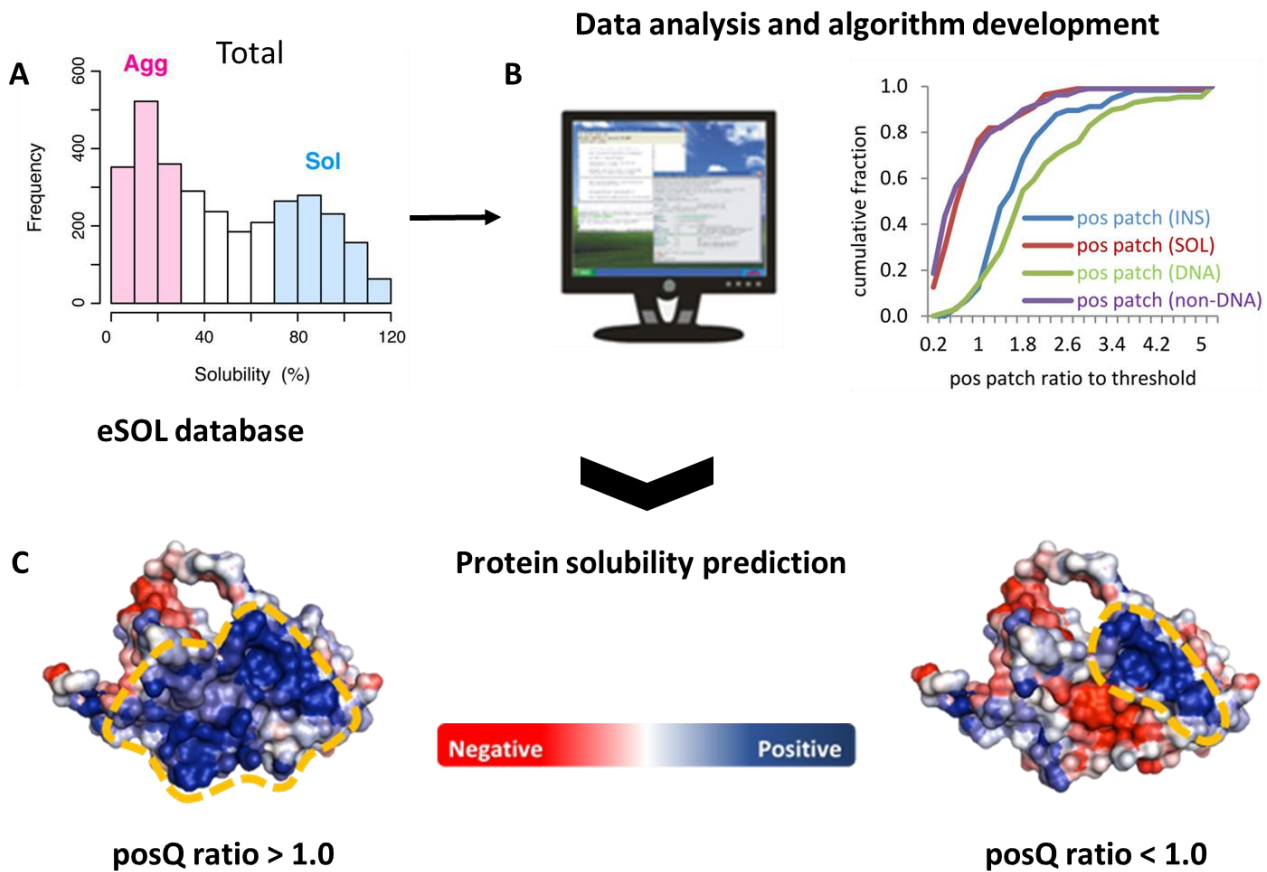 Data analysis and algorithm development
A
Total
Agg
Sol
Frequency
600
400
200
0
0
40
80
120
Solubility (%)
eSOL database
B
cumulative fraction
1.0
0.8
0.6
0.4
0.2
0.0
pos patch (INS)
pos patch (SOL)
pos patch (DNA)
pos patch (non-DNA)
0.2 1 1.8 2.6 3.4 4.2 5
pos patch ratio to threshold
C
Protein solubility prediction
Negative
Positive
posQ ratio > 1.0
posQ ratio < 1.0